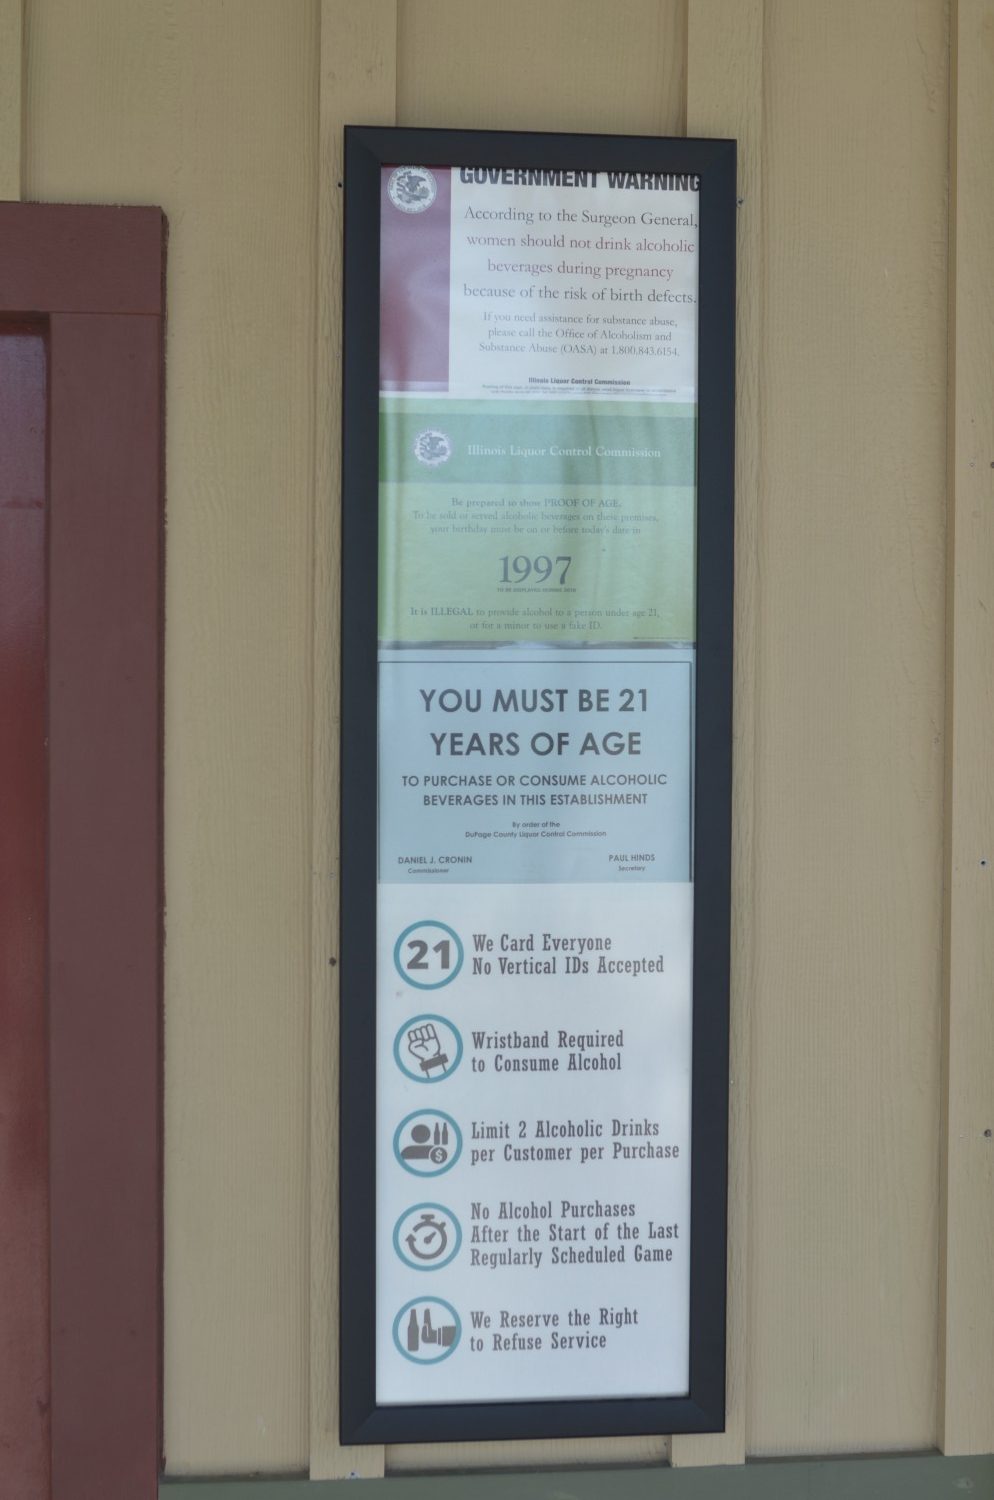 GOVERNMENT WARNING
According to the Surgeon General,
women should not drink alcoholic
beverages during pregnancy
because of the risk of birth defects.
If you need assistance for substance abuse,
please call the Office of Alcoholism and
Substance Abuse (OASA) at 1.800.843.6154.
Illinois Liquor Control Commission
Illinois Liquor Control Commission
Be prepared to show PROOF OF AGE.
To be sold or served alcoholic beverages on these premises,
your birthday must be on or before today's date in
1997
TO BE DISPLAYED DURING 2018
It is ILLEGAL to provide alcohol to a person under age 21,
or for a minor to use a fake ID.
YOU MUST BE 21
YEARS OF AGE
TO PURCHASE OR CONSUME ALCOHOLIC
BEVERAGES IN THIS ESTABLISHMENT
By order of the
DuPage County Liquor Control Commission
DANIEL J. CRONIN
Commissioner
PAUL HINDS
Secretary
21
We Card Everyone
No Vertical IDs Accepted
Wristband Required
to Consume Alcohol
Limit 2 Alcoholic Drinks
per Customer per Purchase
$
No Alcohol Purchases
After the Start of the Last
Regularly Scheduled Game
We Reserve the Right
to Refuse Service